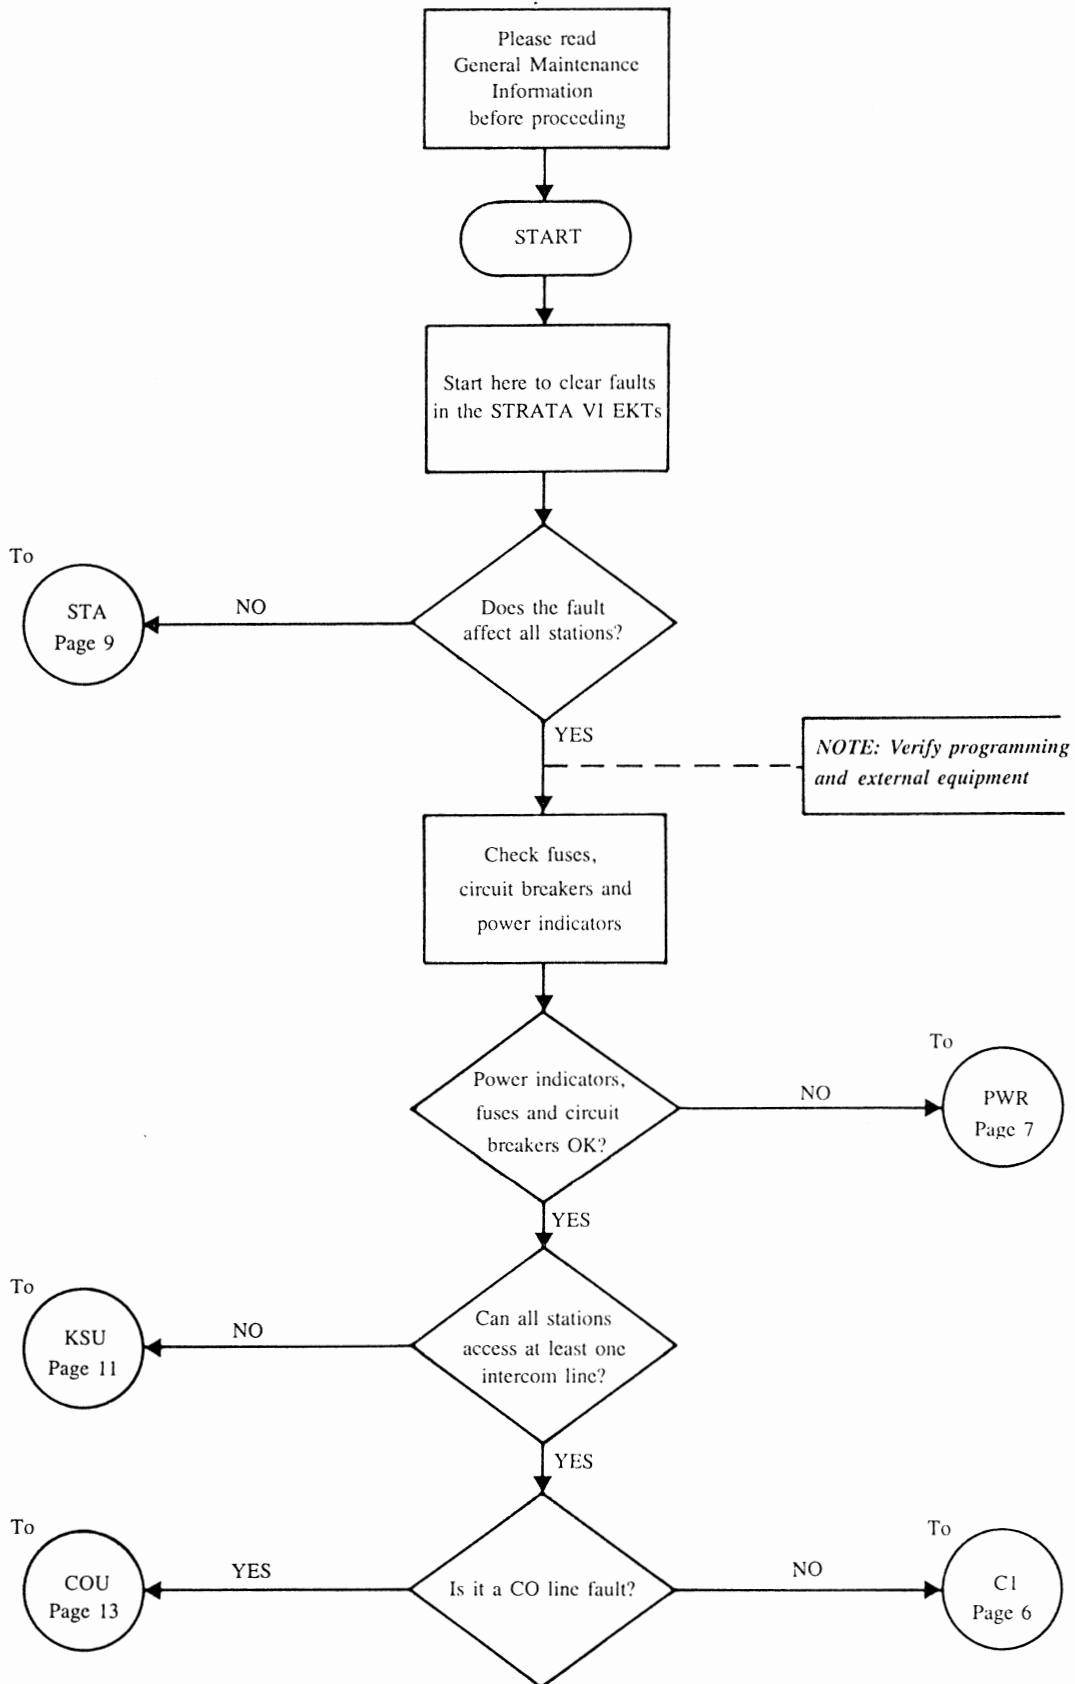 Please read
General Maintenance
Information
before proceeding
START
Start here to clear faults
in the STRATA VI EKTs
To
STA
Page 9
NO
Does the fault
affect all stations?
YES
NOTE: Verify programming
and external equipment
Check fuses,
circuit breakers and
power indicators
Power indicators,
fuses and circuit
breakers OK?
NO
To
PWR
Page 7
YES
To
KSU
Page 11
NO
Can all stations
access at least one
intercom line?
YES
To
COU
Page 13
YES
Is it a CO line fault?
NO
To
C1
Page 6